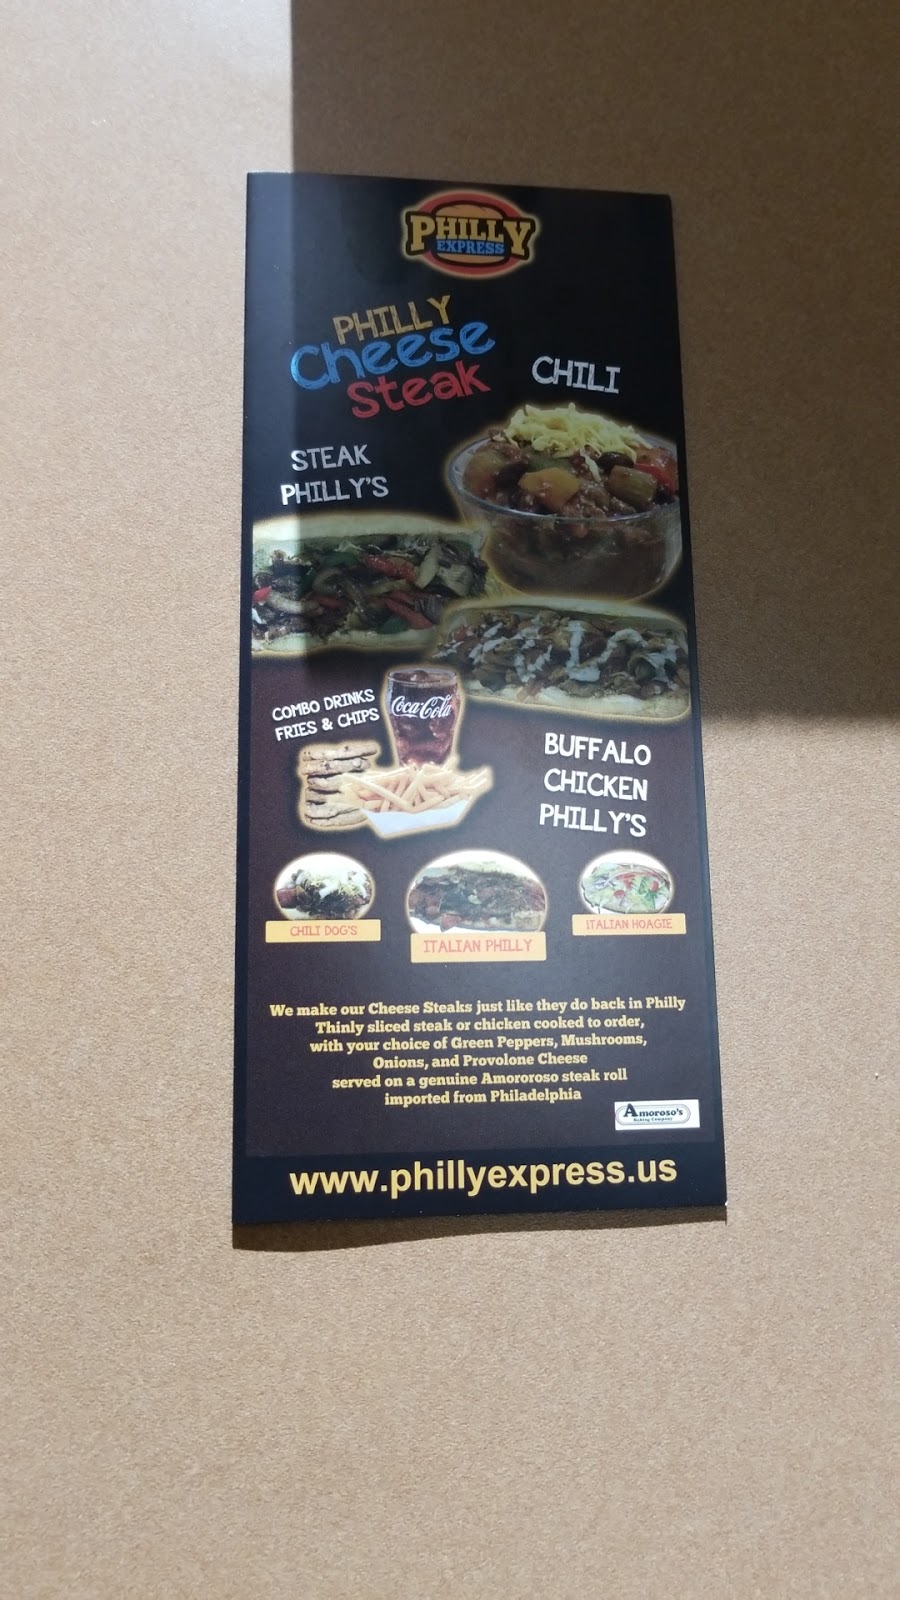 PHILLY
EXPRESS
PHILLY
Cheese
Steak
CHILI
STEAK
PHILLY'S
COMBO DRINKS
FRIES & CHIPS
Coca-Cola
BUFFALO
CHICKEN
PHILLY'S
CHILI DOG'S
ITALIAN PHILLY
ITALIAN HOAGIE
We make our Cheese Steaks just like they do back in Philly
Thinly sliced steak or chicken cooked to order,
with your choice of Green Peppers, Mushrooms,
Onions, and Provolone Cheese
served on a genuine Amororoso steak roll
imported from Philadelphia
Amoroso's
Baking Company
www.phillyexpress.us